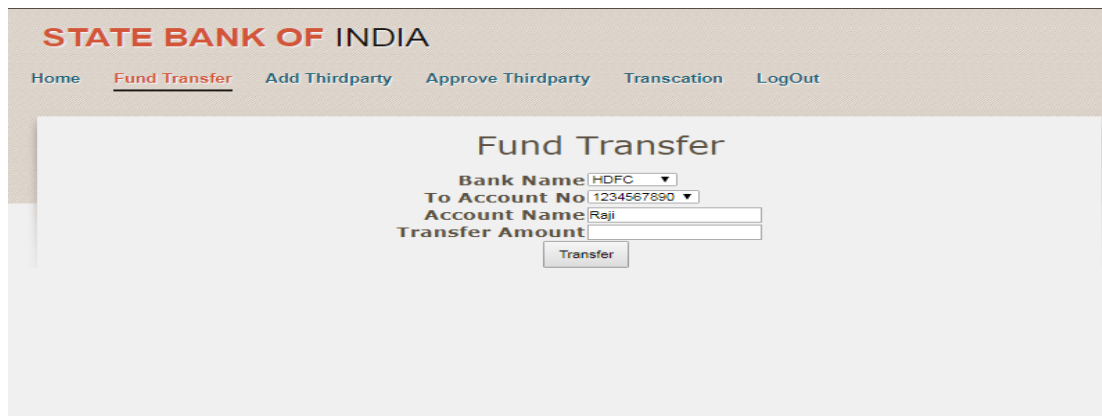 STATE BANK OF INDIA
Home Fund Transfer Add Thirdparty Approve Thirdparty Transcation LogOut
Fund Transfer
Bank Name HDFC
To Account No 1234567890
Account Name Raji
Transfer Amount
Transfer